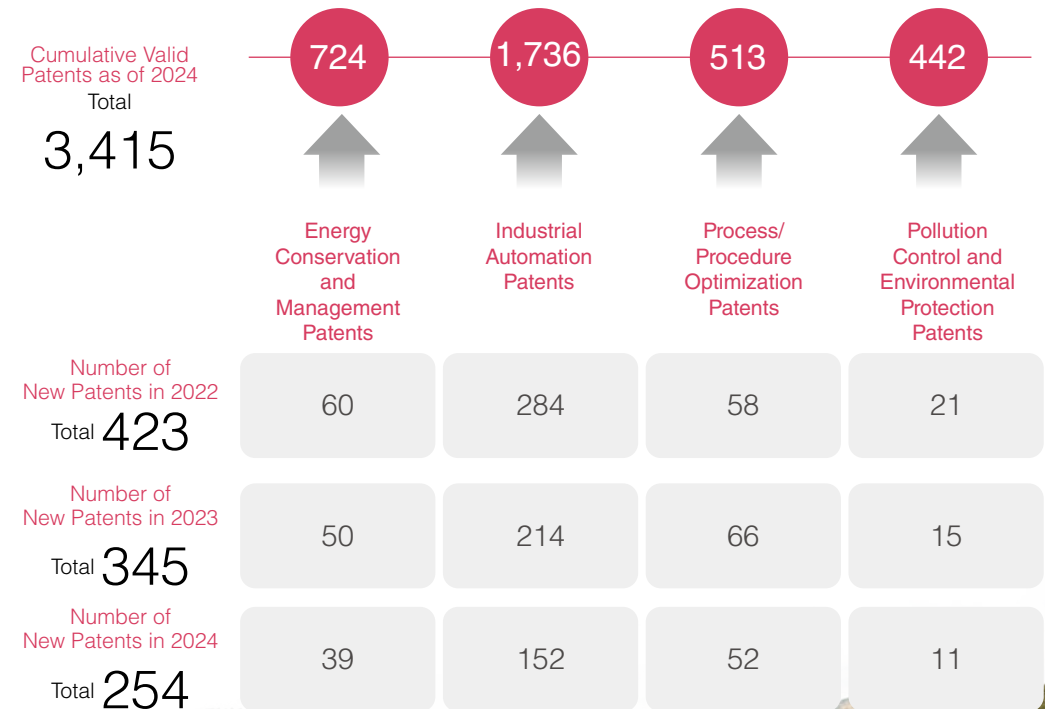 Cumulative Valid
Patents as of 2024
Total
3,415
724
1,736
513
442
Energy
Conservation
and
Management
Patents
Industrial
Automation
Patents
Process/
Procedure
Optimization
Patents
Pollution
Control and
Environmental
Protection
Patents
Number of
New Patents in 2022
Total 423
60
284
58
21
Number of
New Patents in 2023
Total 345
50
214
66
15
Number of
New Patents in 2024
Total 254
39
152
52
11